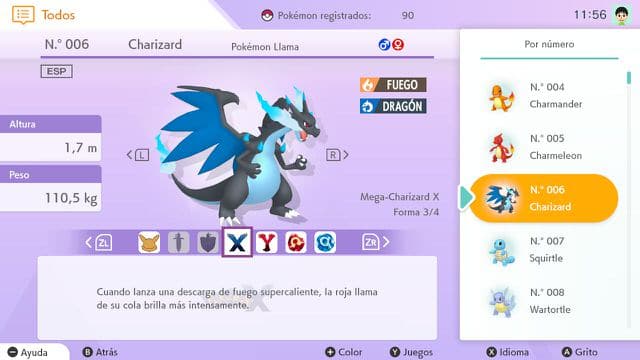 Todos
Pokémon registrados: 90
11:56
N.° 006 Charizard Pokémon Llama
ESP
FUEGO
DRAGÓN
Altura
1,7 m
Peso
110,5 kg
L
R
Mega-Charizard X
Forma 3/4
ZL
X
Y
ZR
Cuando lanza una descarga de fuego supercaliente, la roja llama
de su cola brilla más intensamente.
Por número
N.° 004
Charmander
N.° 005
Charmeleon
N.° 006
Charizard
N.° 007
Squirtle
N.° 008
Wartortle
Ayuda
B Atrás
Color
Y Juegos
X Idioma
A Grito